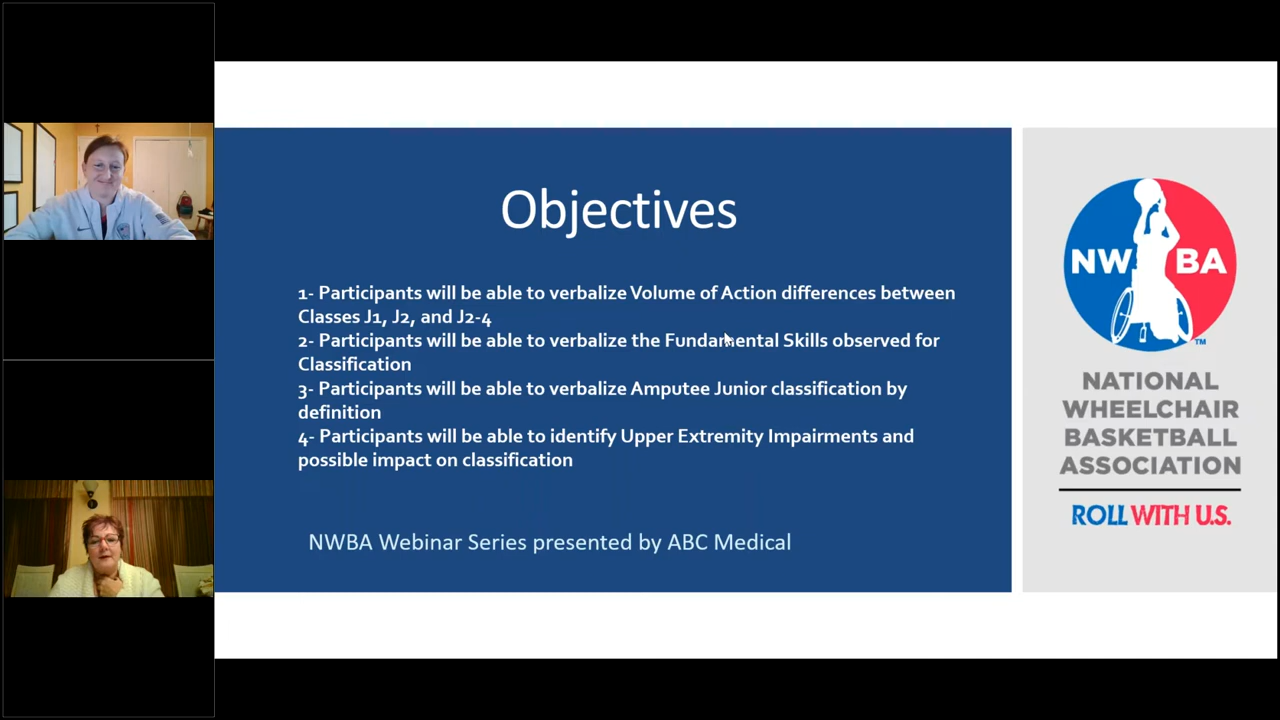 Objectives
1- Participants will be able to verbalize Volume of Action differences between
Classes J1, J2, and J2-4
2- Participants will be able to verbalize the Fundamental Skills observed for
Classification
3- Participants will be able to verbalize Amputee Junior classification by
definition
4- Participants will be able to identify Upper Extremity Impairments and
possible impact on classification
NWBA Webinar Series presented by ABC Medical
NWBA
TM
NATIONAL
WHEELCHAIR
BASKETBALL
ASSOCIATION
ROLL WITH U.S.